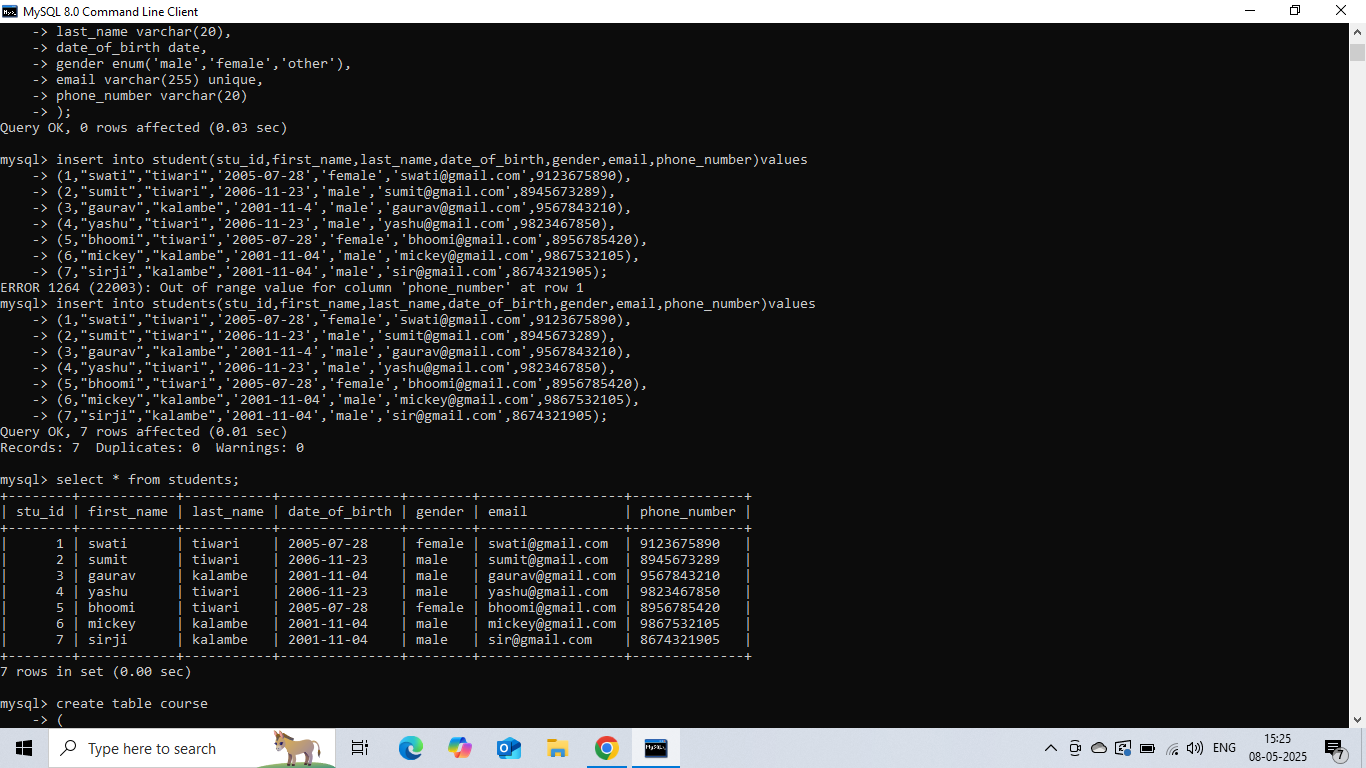 MySQL 8.0 Command Line Client
    -> last_name varchar(20),
    -> date_of_birth date,
    -> gender enum('male','female','other'),
    -> email varchar(255) unique,
    -> phone_number varchar(20)
    -> );
Query OK, 0 rows affected (0.03 sec)
mysql> insert into student(stu_id,first_name,last_name,date_of_birth,gender,email,phone_number)values
    -> (1,"swati","tiwari",'2005-07-28','female','swati@gmail.com',9123675890),
    -> (2,"sumit","tiwari",'2006-11-23','male','sumit@gmail.com',8945673289),
    -> (3,"gaurav","kalambe",'2001-11-4','male','gaurav@gmail.com',9567843210),
    -> (4,"yashu","tiwari",'2006-11-23','male','yashu@gmail.com',9823467850),
    -> (5,"bhoomi","tiwari",'2005-07-28','female','bhoomi@gmail.com',8956785420),
    -> (6,"mickey","kalambe",'2001-11-04','male','mickey@gmail.com',9867532105),
    -> (7,"sirji","kalambe",'2001-11-04','male','sir@gmail.com',8674321905);
ERROR 1264 (22003): Out of range value for column 'phone_number' at row 1
mysql> insert into students(stu_id,first_name,last_name,date_of_birth,gender,email,phone_number)values
    -> (1,"swati","tiwari",'2005-07-28','female','swati@gmail.com',9123675890),
    -> (2,"sumit","tiwari",'2006-11-23','male','sumit@gmail.com',8945673289),
    -> (3,"gaurav","kalambe",'2001-11-4','male','gaurav@gmail.com',9567843210),
    -> (4,"yashu","tiwari",'2006-11-23','male','yashu@gmail.com',9823467850),
    -> (5,"bhoomi","tiwari",'2005-07-28','female','bhoomi@gmail.com',8956785420),
    -> (6,"mickey","kalambe",'2001-11-04','male','mickey@gmail.com',9867532105),
    -> (7,"sirji","kalambe",'2001-11-04','male','sir@gmail.com',8674321905);
Query OK, 7 rows affected (0.01 sec)
Records: 7  Duplicates: 0  Warnings: 0
mysql> select * from students;
+--------+------------+-----------+---------------+--------+------------------+--------------+
| stu_id | first_name | last_name | date_of_birth | gender | email            | phone_number |
+--------+------------+-----------+---------------+--------+------------------+--------------+
|      1 | swati      | tiwari    | 2005-07-28    | female | swati@gmail.com  | 9123675890   |
|      2 | sumit      | tiwari    | 2006-11-23    | male   | sumit@gmail.com  | 8945673289   |
|      3 | gaurav     | kalambe   | 2001-11-04    | male   | gaurav@gmail.com | 9567843210   |
|      4 | yashu      | tiwari    | 2006-11-23    | male   | yashu@gmail.com  | 9823467850   |
|      5 | bhoomi     | tiwari    | 2005-07-28    | female | bhoomi@gmail.com | 8956785420   |
|      6 | mickey     | kalambe   | 2001-11-04    | male   | mickey@gmail.com | 9867532105   |
|      7 | sirji      | kalambe   | 2001-11-04    | male   | sir@gmail.com    | 8674321905   |
+--------+------------+-----------+---------------+--------+------------------+--------------+
7 rows in set (0.00 sec)
mysql> create table course
    -> (
Type here to search
ENG
15:25
08-05-2025
7